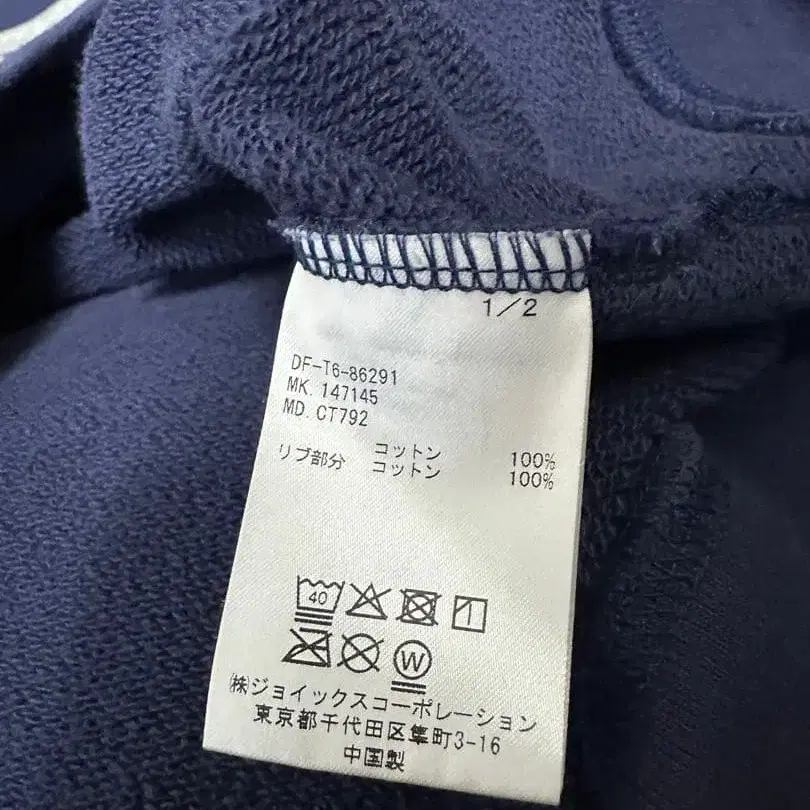 1/2
DF-T6-86291
MK. 147145
MD. CT792
コットン 100%
リブ部分 コットン 100%
40
W
(株)ジョイックスコーポレーション
東京都千代田区隼町3-16
中国製